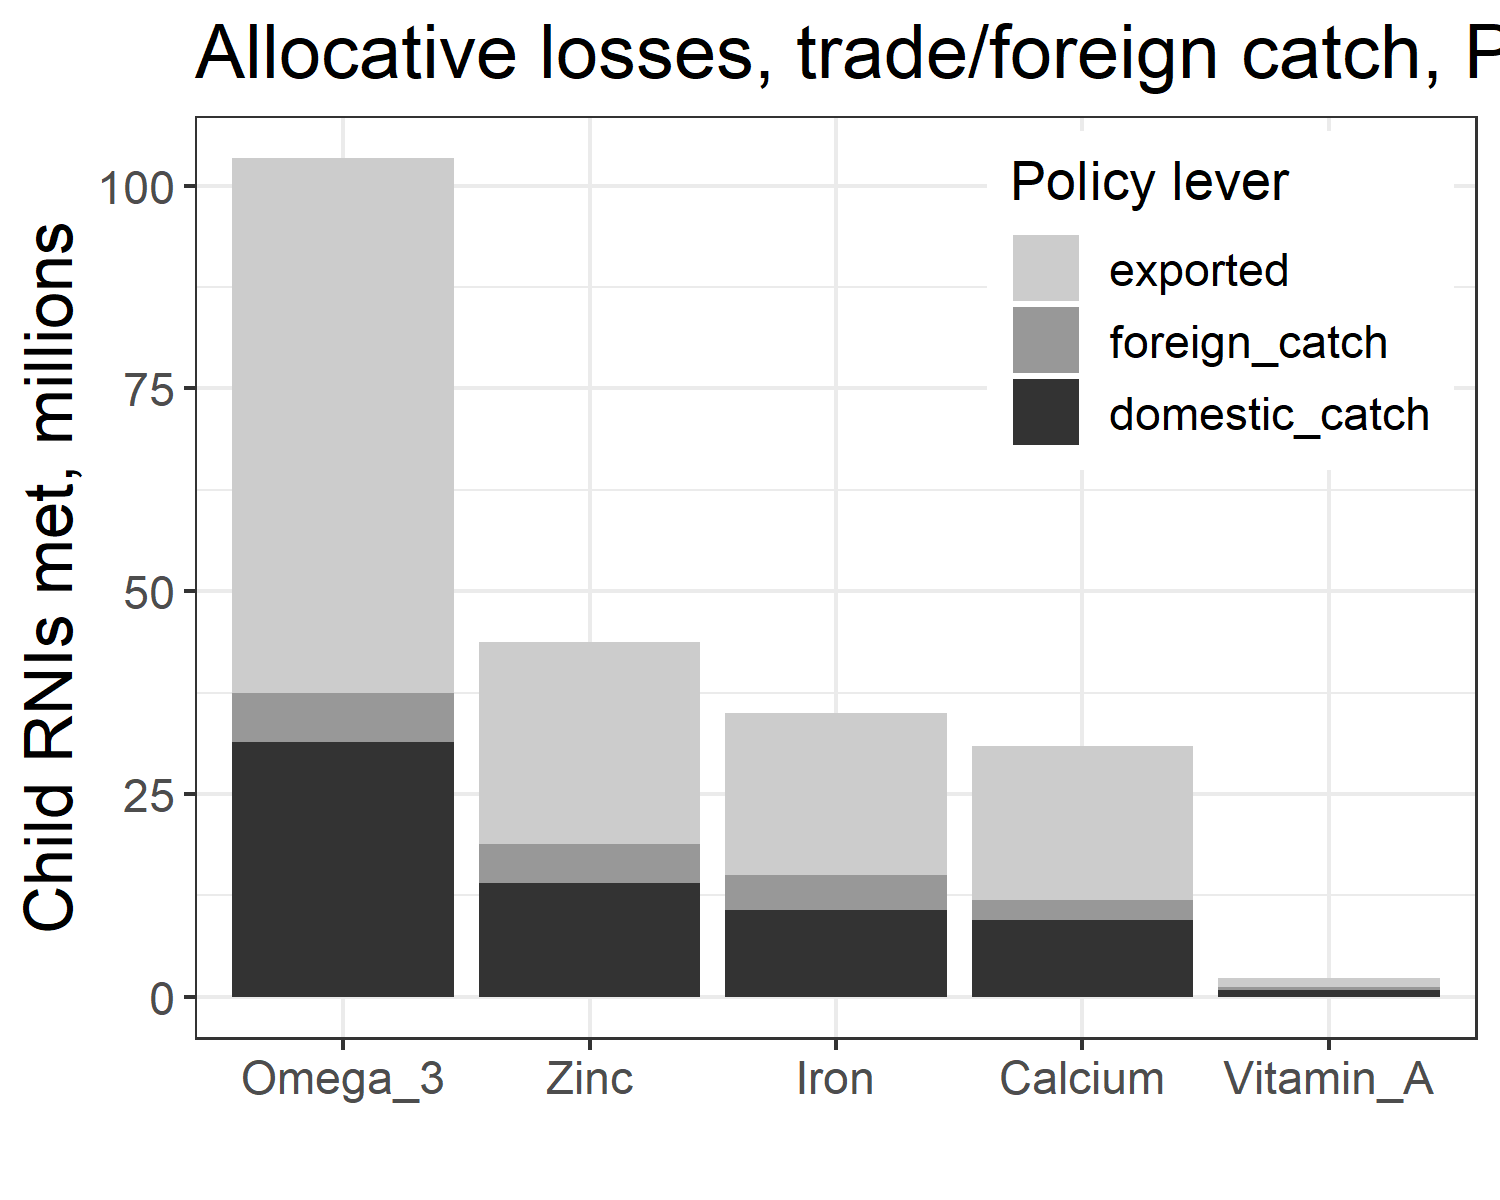 Allocative losses, trade/foreign catch, P
Child RNIs met, millions
100
75
50
25
0
Policy lever
exported
foreign_catch
domestic_catch
Omega_3 Zinc Iron Calcium Vitamin_A